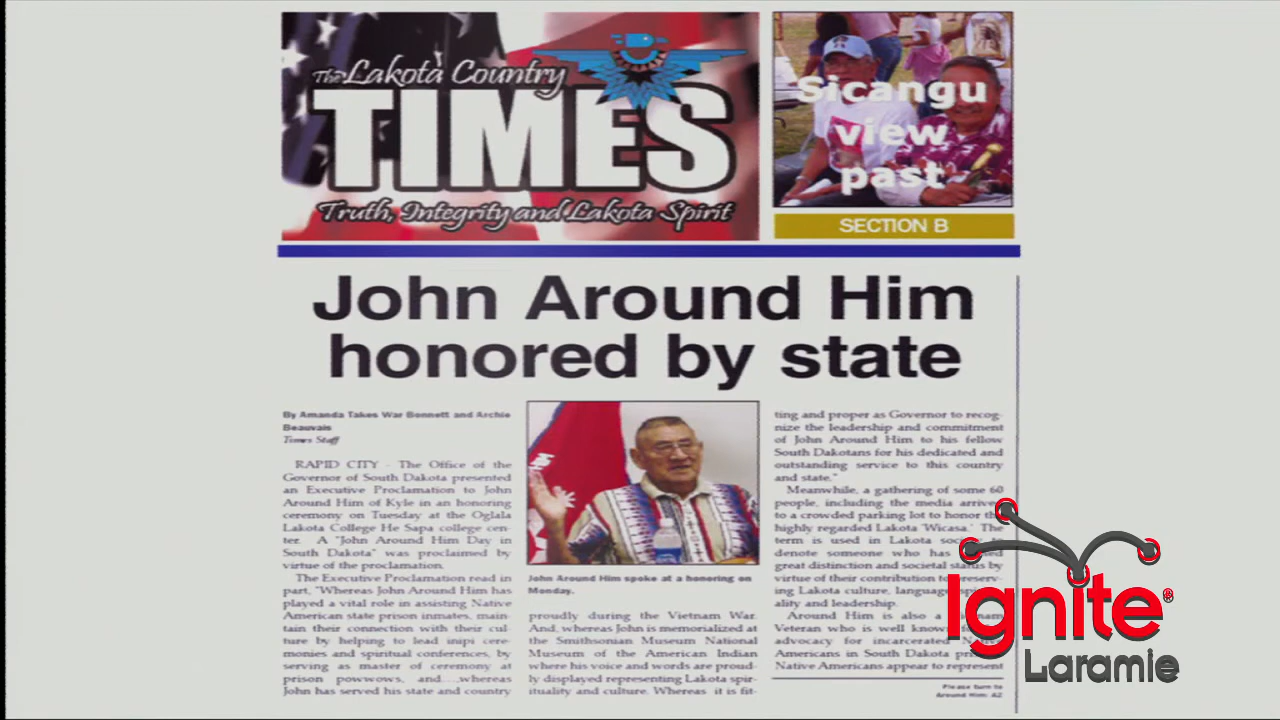 The Lakota Country
TIMES
Truth, Integrity and Lakota Spirit
Sicangu
view
past
SECTION B
John Around Him
honored by state
By Amanda Takes War Bonnett and Archie
Beauvais
Times Staff
RAPID CITY - The Office of the
Governor of South Dakota presented
an Executive Proclamation to John
Around Him of Kyle in an honoring
ceremony on Tuesday at the Oglala
Lakota College He Sapa college cen-
ter. A "John Around Him Day in
South Dakota" was proclaimed by
virtue of the proclamation.
The Executive Proclamation read in
part, "Whereas John Around Him has
played a vital role in assisting Native
American state prison inmates, main-
tain their connection with their cul-
ture by helping to lead inipi cere-
monies and spiritual conferences, by
serving as master of ceremony at
prison powwows, and....whereas
John has served his state and country
John Around Him spoke at a honoring on
Monday.
proudly during the Vietnam War.
And, whereas John is memorialized at
the Smithonian Museum National
Museum of the American Indian
where his voice and words are proud-
ly displayed representing Lakota spir-
ituality and culture. Whereas it is fit-
ting and proper as Governor to recog-
nize the leadership and commitment
of John Around Him to his fellow
South Dakotans for his dedicated and
outstanding service to this country
and state."
Meanwhile, a gathering of some 60
people, including the media arrived
to a crowded parking lot to honor the
highly regarded Lakota 'Wicasa.' The
term is used in Lakota society to
denote someone who has
great distinction and societal status by
virtue of their contribution to preserv-
ing Lakota culture, language, spiritu-
ality and leadership.
Around Him is also a Vietnam
Veteran who is well known
advocacy for incarcerated Native
Americans in South Dakota
Native Americans appear to represent
Please turn to
Around Him: A2
Ignite®
Laramie